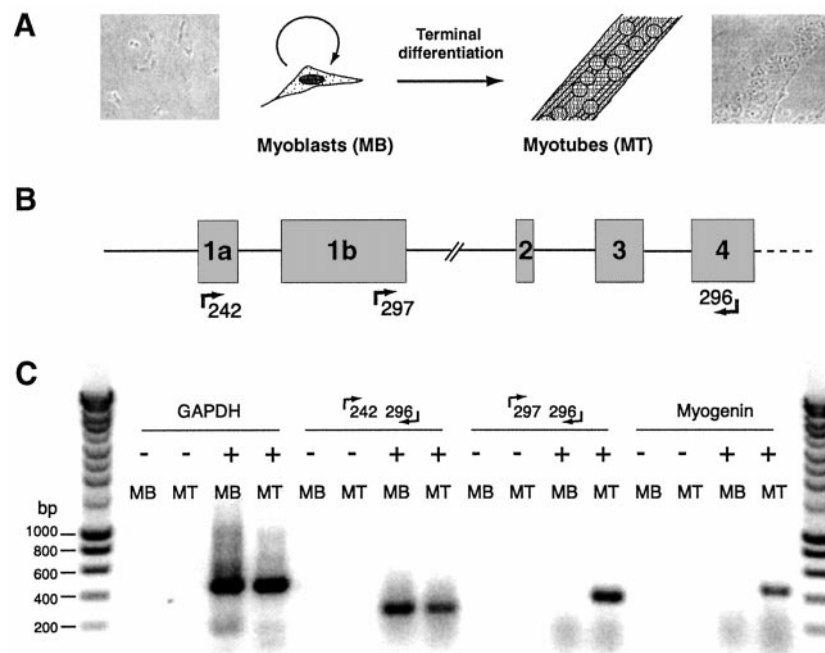 A
Terminal
differentiation
Myoblasts (MB)
Myotubes (MT)
B
1a 1b 2 3 4
242 297 296
C
GAPDH 242 296 297 296 Myogenin
- - + + - - + + - - + + - - + +
MB MT MB MT MB MT MB MT MB MT MB MT MB MT MB MT
bp
1000
800
600
400
200